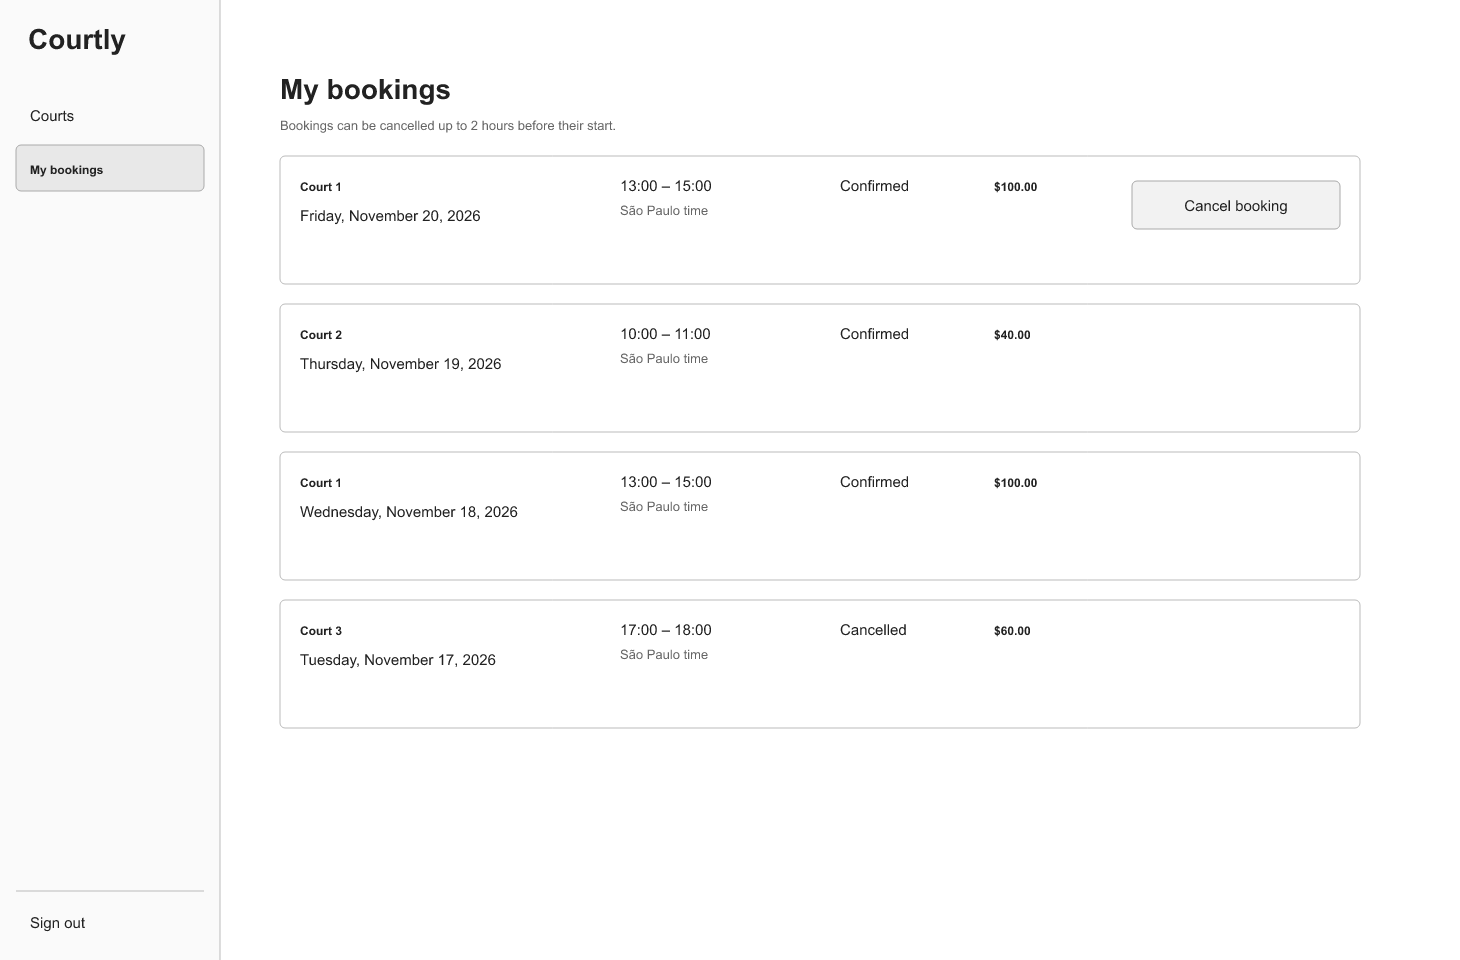 Courtly
Courts
My bookings
Sign out
My bookings
Bookings can be cancelled up to 2 hours before their start.
Court 1
Friday, November 20, 2026
13:00 – 15:00
São Paulo time
Confirmed
$100.00
Cancel booking
Court 2
Thursday, November 19, 2026
10:00 – 11:00
São Paulo time
Confirmed
$40.00
Court 1
Wednesday, November 18, 2026
13:00 – 15:00
São Paulo time
Confirmed
$100.00
Court 3
Tuesday, November 17, 2026
17:00 – 18:00
São Paulo time
Cancelled
$60.00